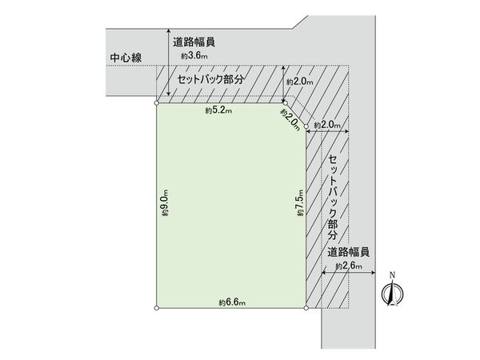 道路幅員
約3.6m
中心線
セットバック部分
約2.0m
約5.2m
約2.0m
約2.0m
約9.0m
約7.5m
セットバック部分
道路幅員
約2.6m
約6.6m
N